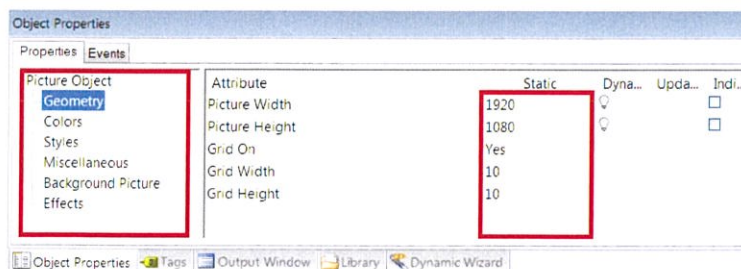 Object Properties
Properties Events
Picture Object
Geometry
Colors
Styles
Miscellaneous
Background Picture
Effects
Attribute Static Dyna... Upda... Indi...
Picture Width 1920
Picture Height 1080
Grid On Yes
Grid Width 10
Grid Height 10
Object Properties Tags Output Window Library Dynamic Wizard